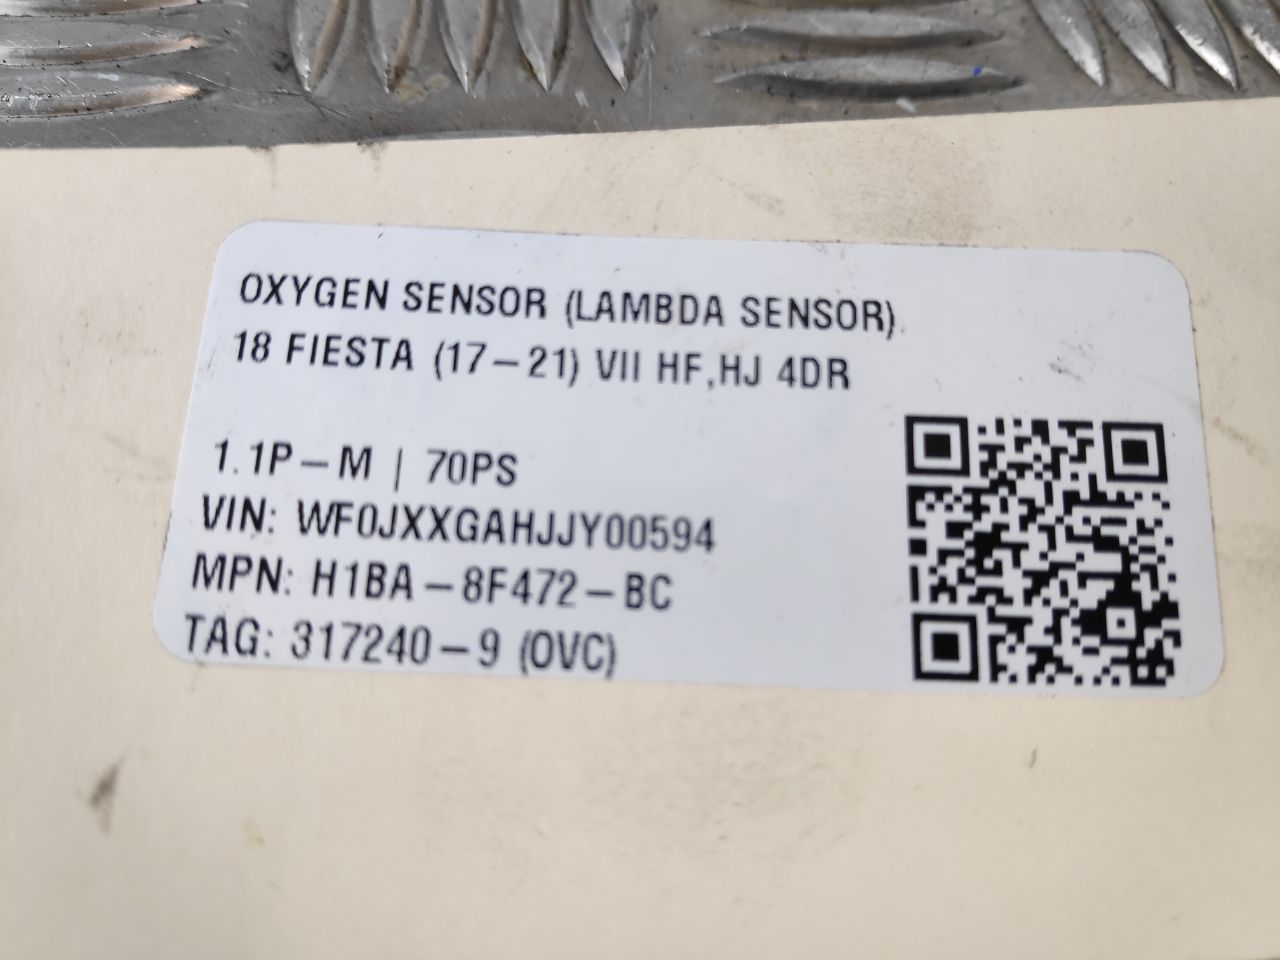 OXYGEN SENSOR (LAMBDA SENSOR)
18 FIESTA (17-21) VII HF,HJ 4DR
1.1P-M | 70PS
VIN: WF0JXXGAHJJY00594
MPN: H1BA-8F472-BC
TAG: 317240-9 (OVC)